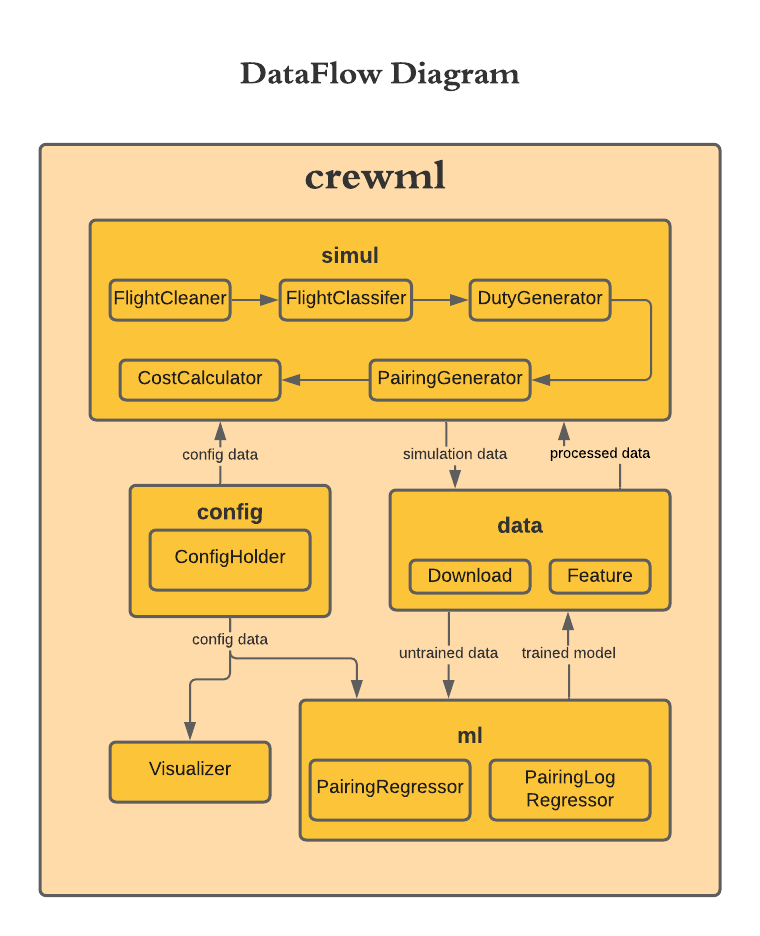 DataFlow Diagram
crewml
simul
FlightCleaner
FlightClassifer
DutyGenerator
CostCalculator
PairingGenerator
config data
simulation data
processed data
config
ConfigHolder
data
Download
Feature
config data
untrained data
trained model
ml
Visualizer
PairingRegressor
PairingLog
Regressor